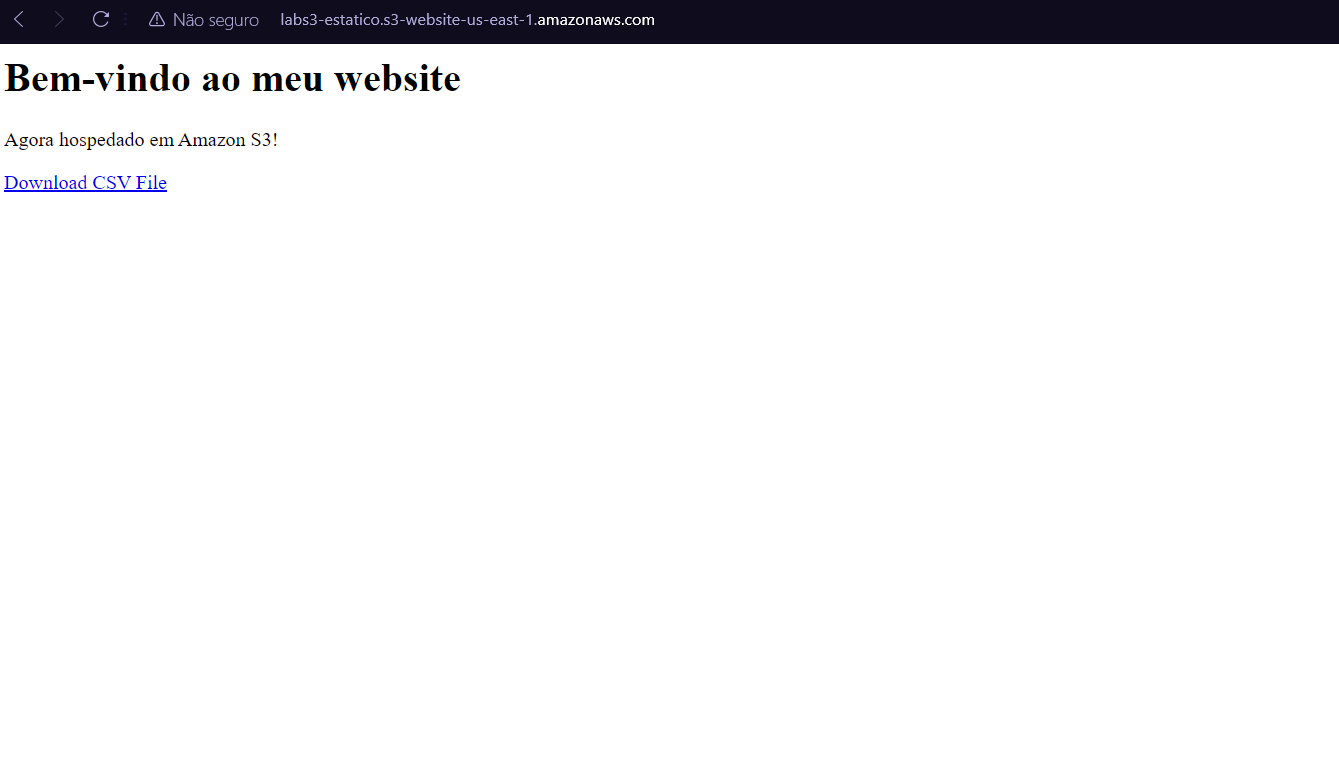 Não seguro labs3-estatico.s3-website-us-east-1.amazonaws.com
Bem-vindo ao meu website
Agora hospedado em Amazon S3!
Download CSV File